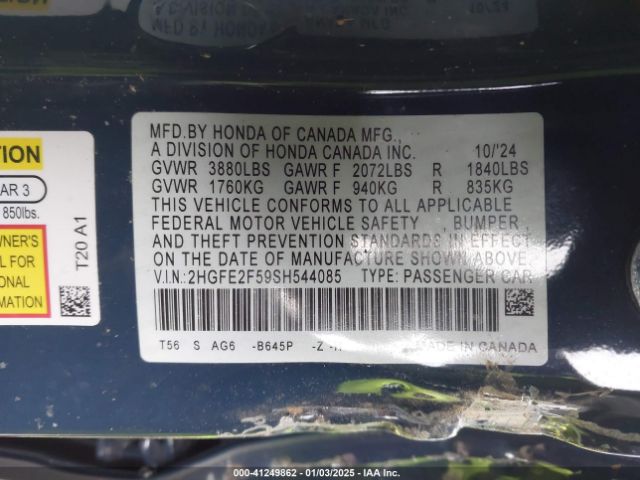 MFD.BY HONDA OF CANADA MFG.,
A DIVISION OF HONDA CANADA INC. 10/'24
GVWR 3880LBS GAWR F 2072LBS R 1840LBS
GVWR 1760KG GAWR F 940KG R 835KG
THIS VEHICLE CONFORMS TO ALL APPLICABLE
FEDERAL MOTOR VEHICLE SAFETY , BUMPER ,
AND THEFT PREVENTION STANDARDS IN EFFECT
ON THE DATE OF MANUFACTURE SHOWN ABOVE.
V.I.N: 2HGFE2F59SH544085 TYPE: PASSENGER CAR
T56 S AG6 -B645P -Z
MADE IN CANADA
AR 3
850lbs.
T20 A1
000-41249862 - 01/03/2025 - IAA Inc.